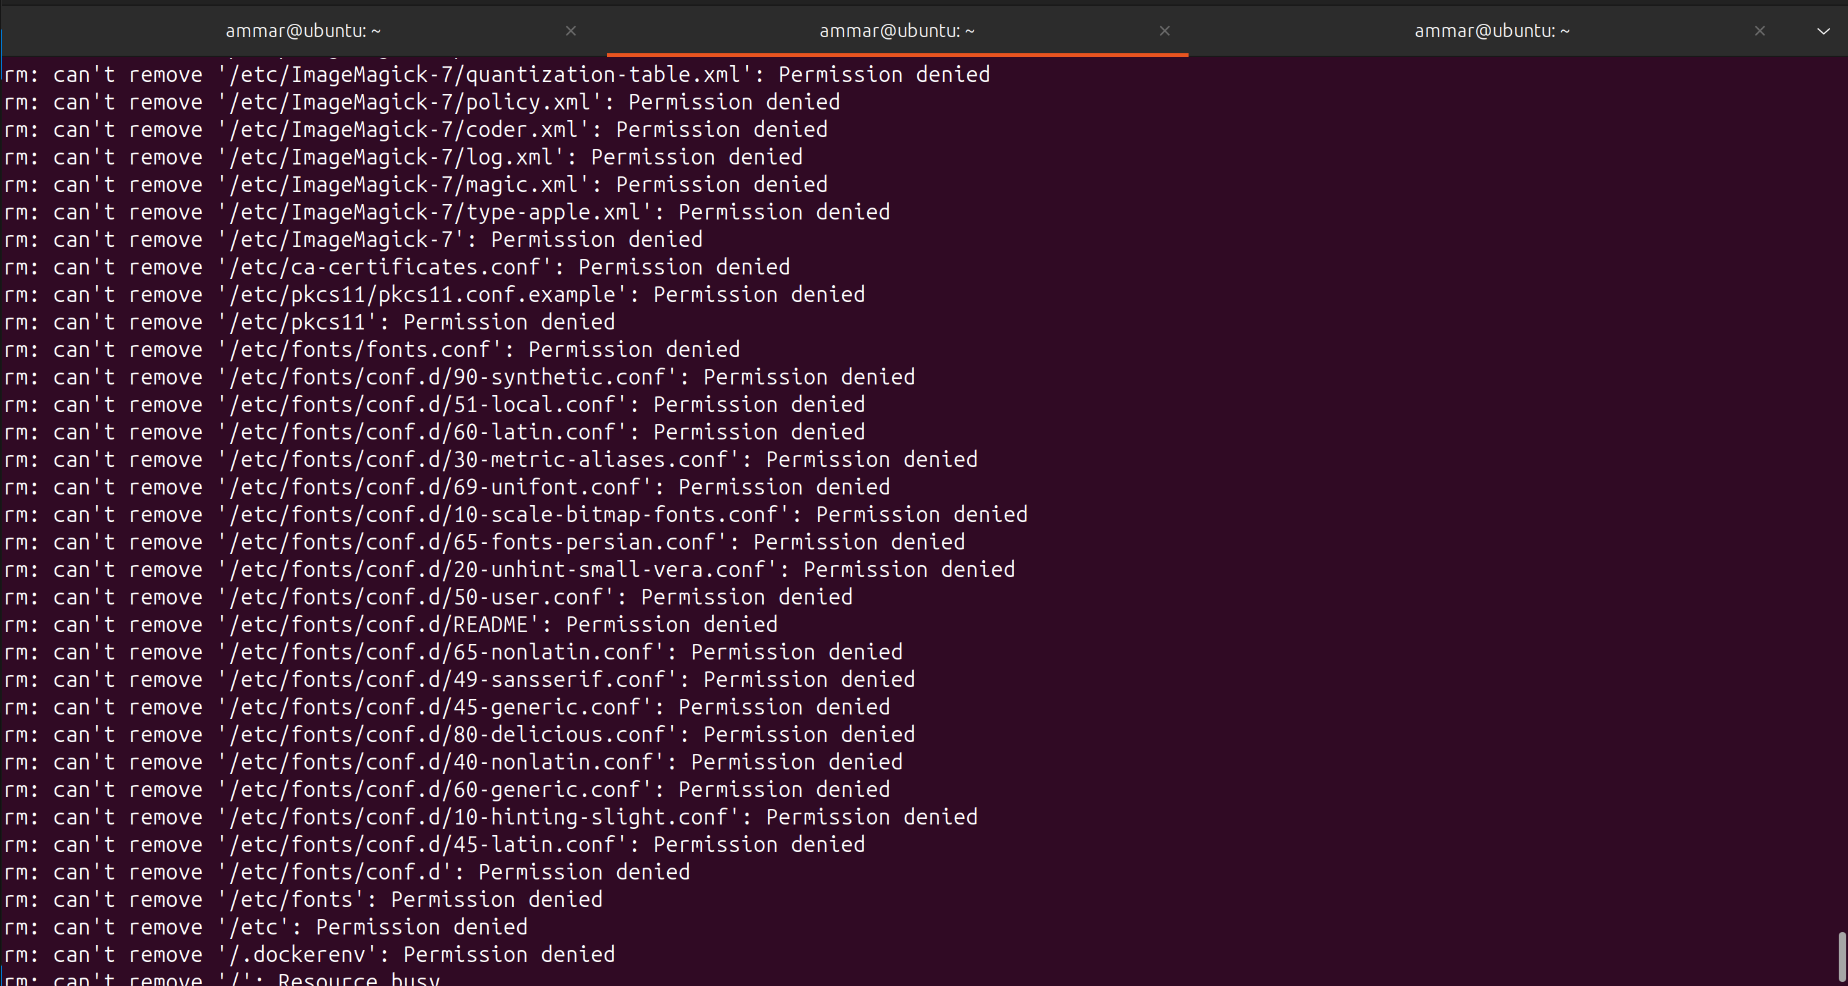 ammar@ubuntu: ~
ammar@ubuntu: ~
ammar@ubuntu: ~
rm: can't remove '/etc/ImageMagick-7/quantization-table.xml': Permission denied
rm: can't remove '/etc/ImageMagick-7/policy.xml': Permission denied
rm: can't remove '/etc/ImageMagick-7/coder.xml': Permission denied
rm: can't remove '/etc/ImageMagick-7/log.xml': Permission denied
rm: can't remove '/etc/ImageMagick-7/magic.xml': Permission denied
rm: can't remove '/etc/ImageMagick-7/type-apple.xml': Permission denied
rm: can't remove '/etc/ImageMagick-7': Permission denied
rm: can't remove '/etc/ca-certificates.conf': Permission denied
rm: can't remove '/etc/pkcs11/pkcs11.conf.example': Permission denied
rm: can't remove '/etc/pkcs11': Permission denied
rm: can't remove '/etc/fonts/fonts.conf': Permission denied
rm: can't remove '/etc/fonts/conf.d/90-synthetic.conf': Permission denied
rm: can't remove '/etc/fonts/conf.d/51-local.conf': Permission denied
rm: can't remove '/etc/fonts/conf.d/60-latin.conf': Permission denied
rm: can't remove '/etc/fonts/conf.d/30-metric-aliases.conf': Permission denied
rm: can't remove '/etc/fonts/conf.d/69-unifont.conf': Permission denied
rm: can't remove '/etc/fonts/conf.d/10-scale-bitmap-fonts.conf': Permission denied
rm: can't remove '/etc/fonts/conf.d/65-fonts-persian.conf': Permission denied
rm: can't remove '/etc/fonts/conf.d/20-unhint-small-vera.conf': Permission denied
rm: can't remove '/etc/fonts/conf.d/50-user.conf': Permission denied
rm: can't remove '/etc/fonts/conf.d/README': Permission denied
rm: can't remove '/etc/fonts/conf.d/65-nonlatin.conf': Permission denied
rm: can't remove '/etc/fonts/conf.d/49-sansserif.conf': Permission denied
rm: can't remove '/etc/fonts/conf.d/45-generic.conf': Permission denied
rm: can't remove '/etc/fonts/conf.d/80-delicious.conf': Permission denied
rm: can't remove '/etc/fonts/conf.d/40-nonlatin.conf': Permission denied
rm: can't remove '/etc/fonts/conf.d/60-generic.conf': Permission denied
rm: can't remove '/etc/fonts/conf.d/10-hinting-slight.conf': Permission denied
rm: can't remove '/etc/fonts/conf.d/45-latin.conf': Permission denied
rm: can't remove '/etc/fonts/conf.d': Permission denied
rm: can't remove '/etc/fonts': Permission denied
rm: can't remove '/etc': Permission denied
rm: can't remove '/.dockerenv': Permission denied
rm: can't remove '/': Resource busy